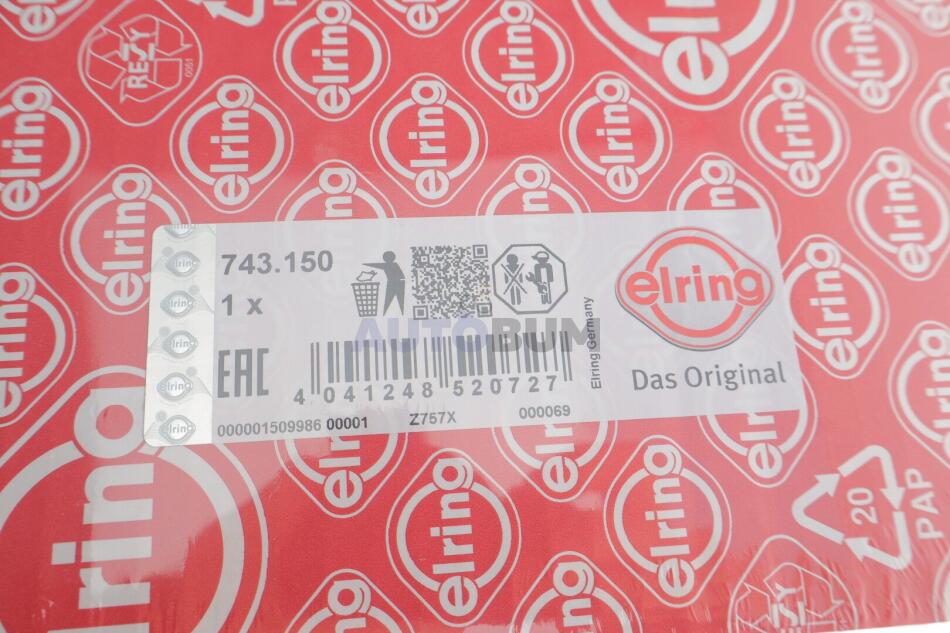 RESY
0051
elring
elring
elring
elring
elring
elring
elring
elring
elring
elring
elring
elring
743.150
1 x
AUTOBUM
elring
Das Original
Elring Germany
EAC
4 041248 520727
000001509986 00001 Z757X 000069
elring
elring
elring
elring
elring
elring
elring
20
PAP